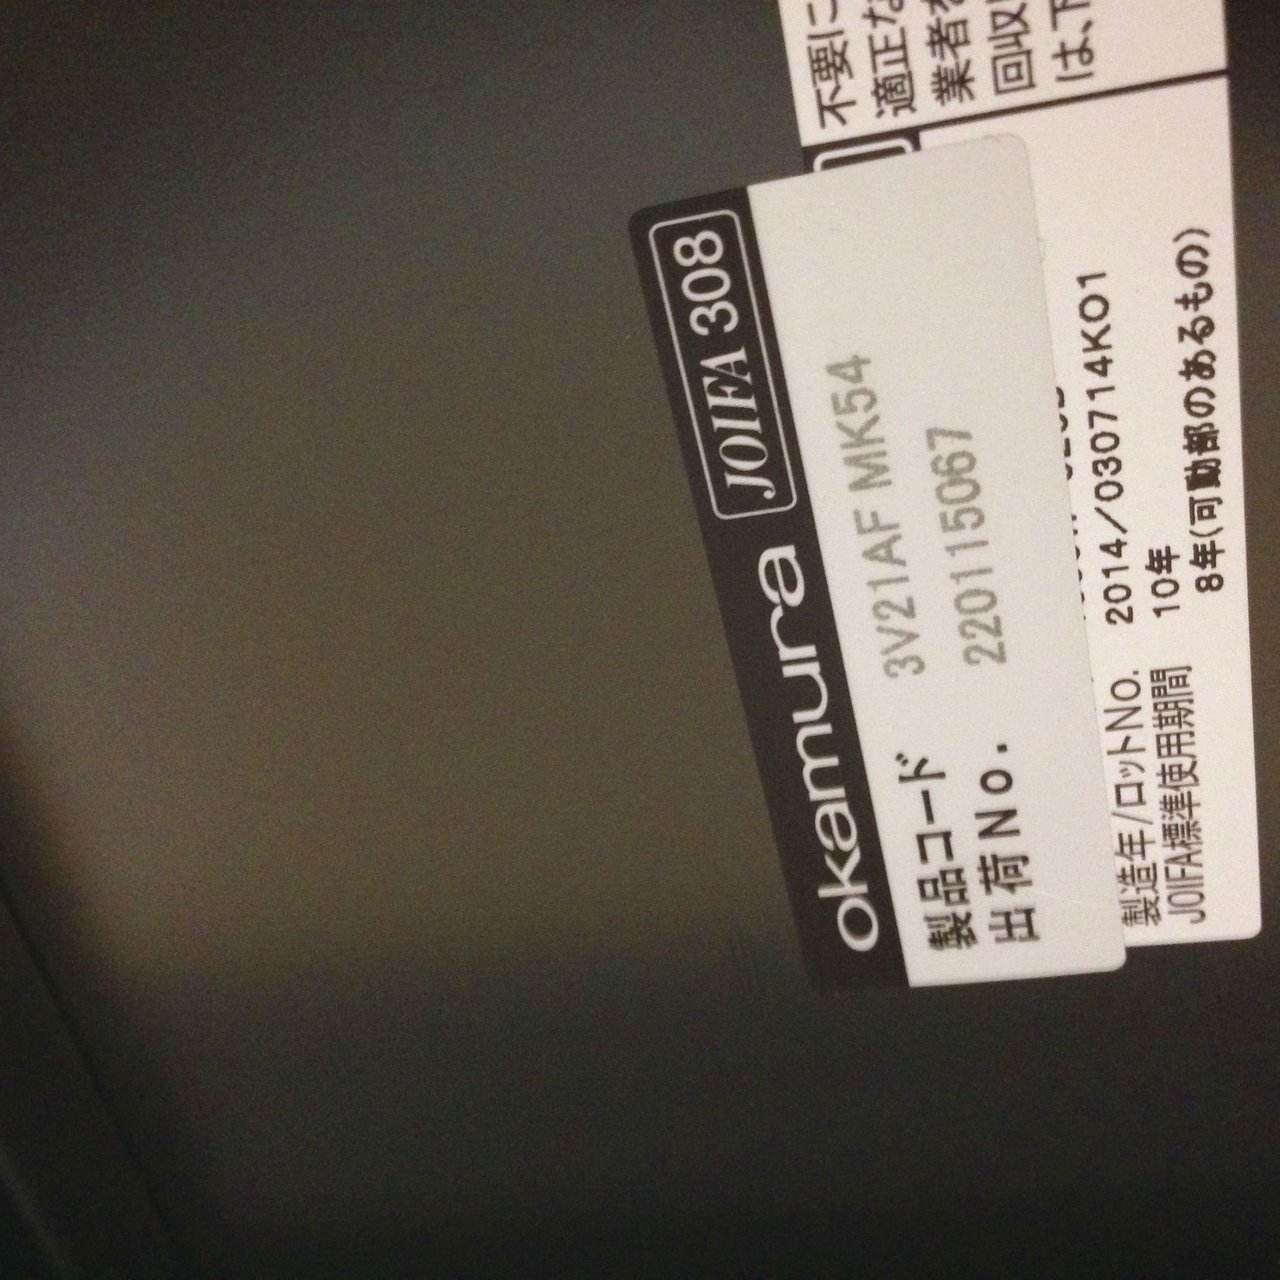 okamura JOIFA 308
製品コード 3V21AF MK54
出荷No. 220115067
製造年/ロットNo. 2014/030714K01
JOIFA標準使用期間 10年
8年(可動部のあるもの)
不要に
適正な
業者
回収
は、下